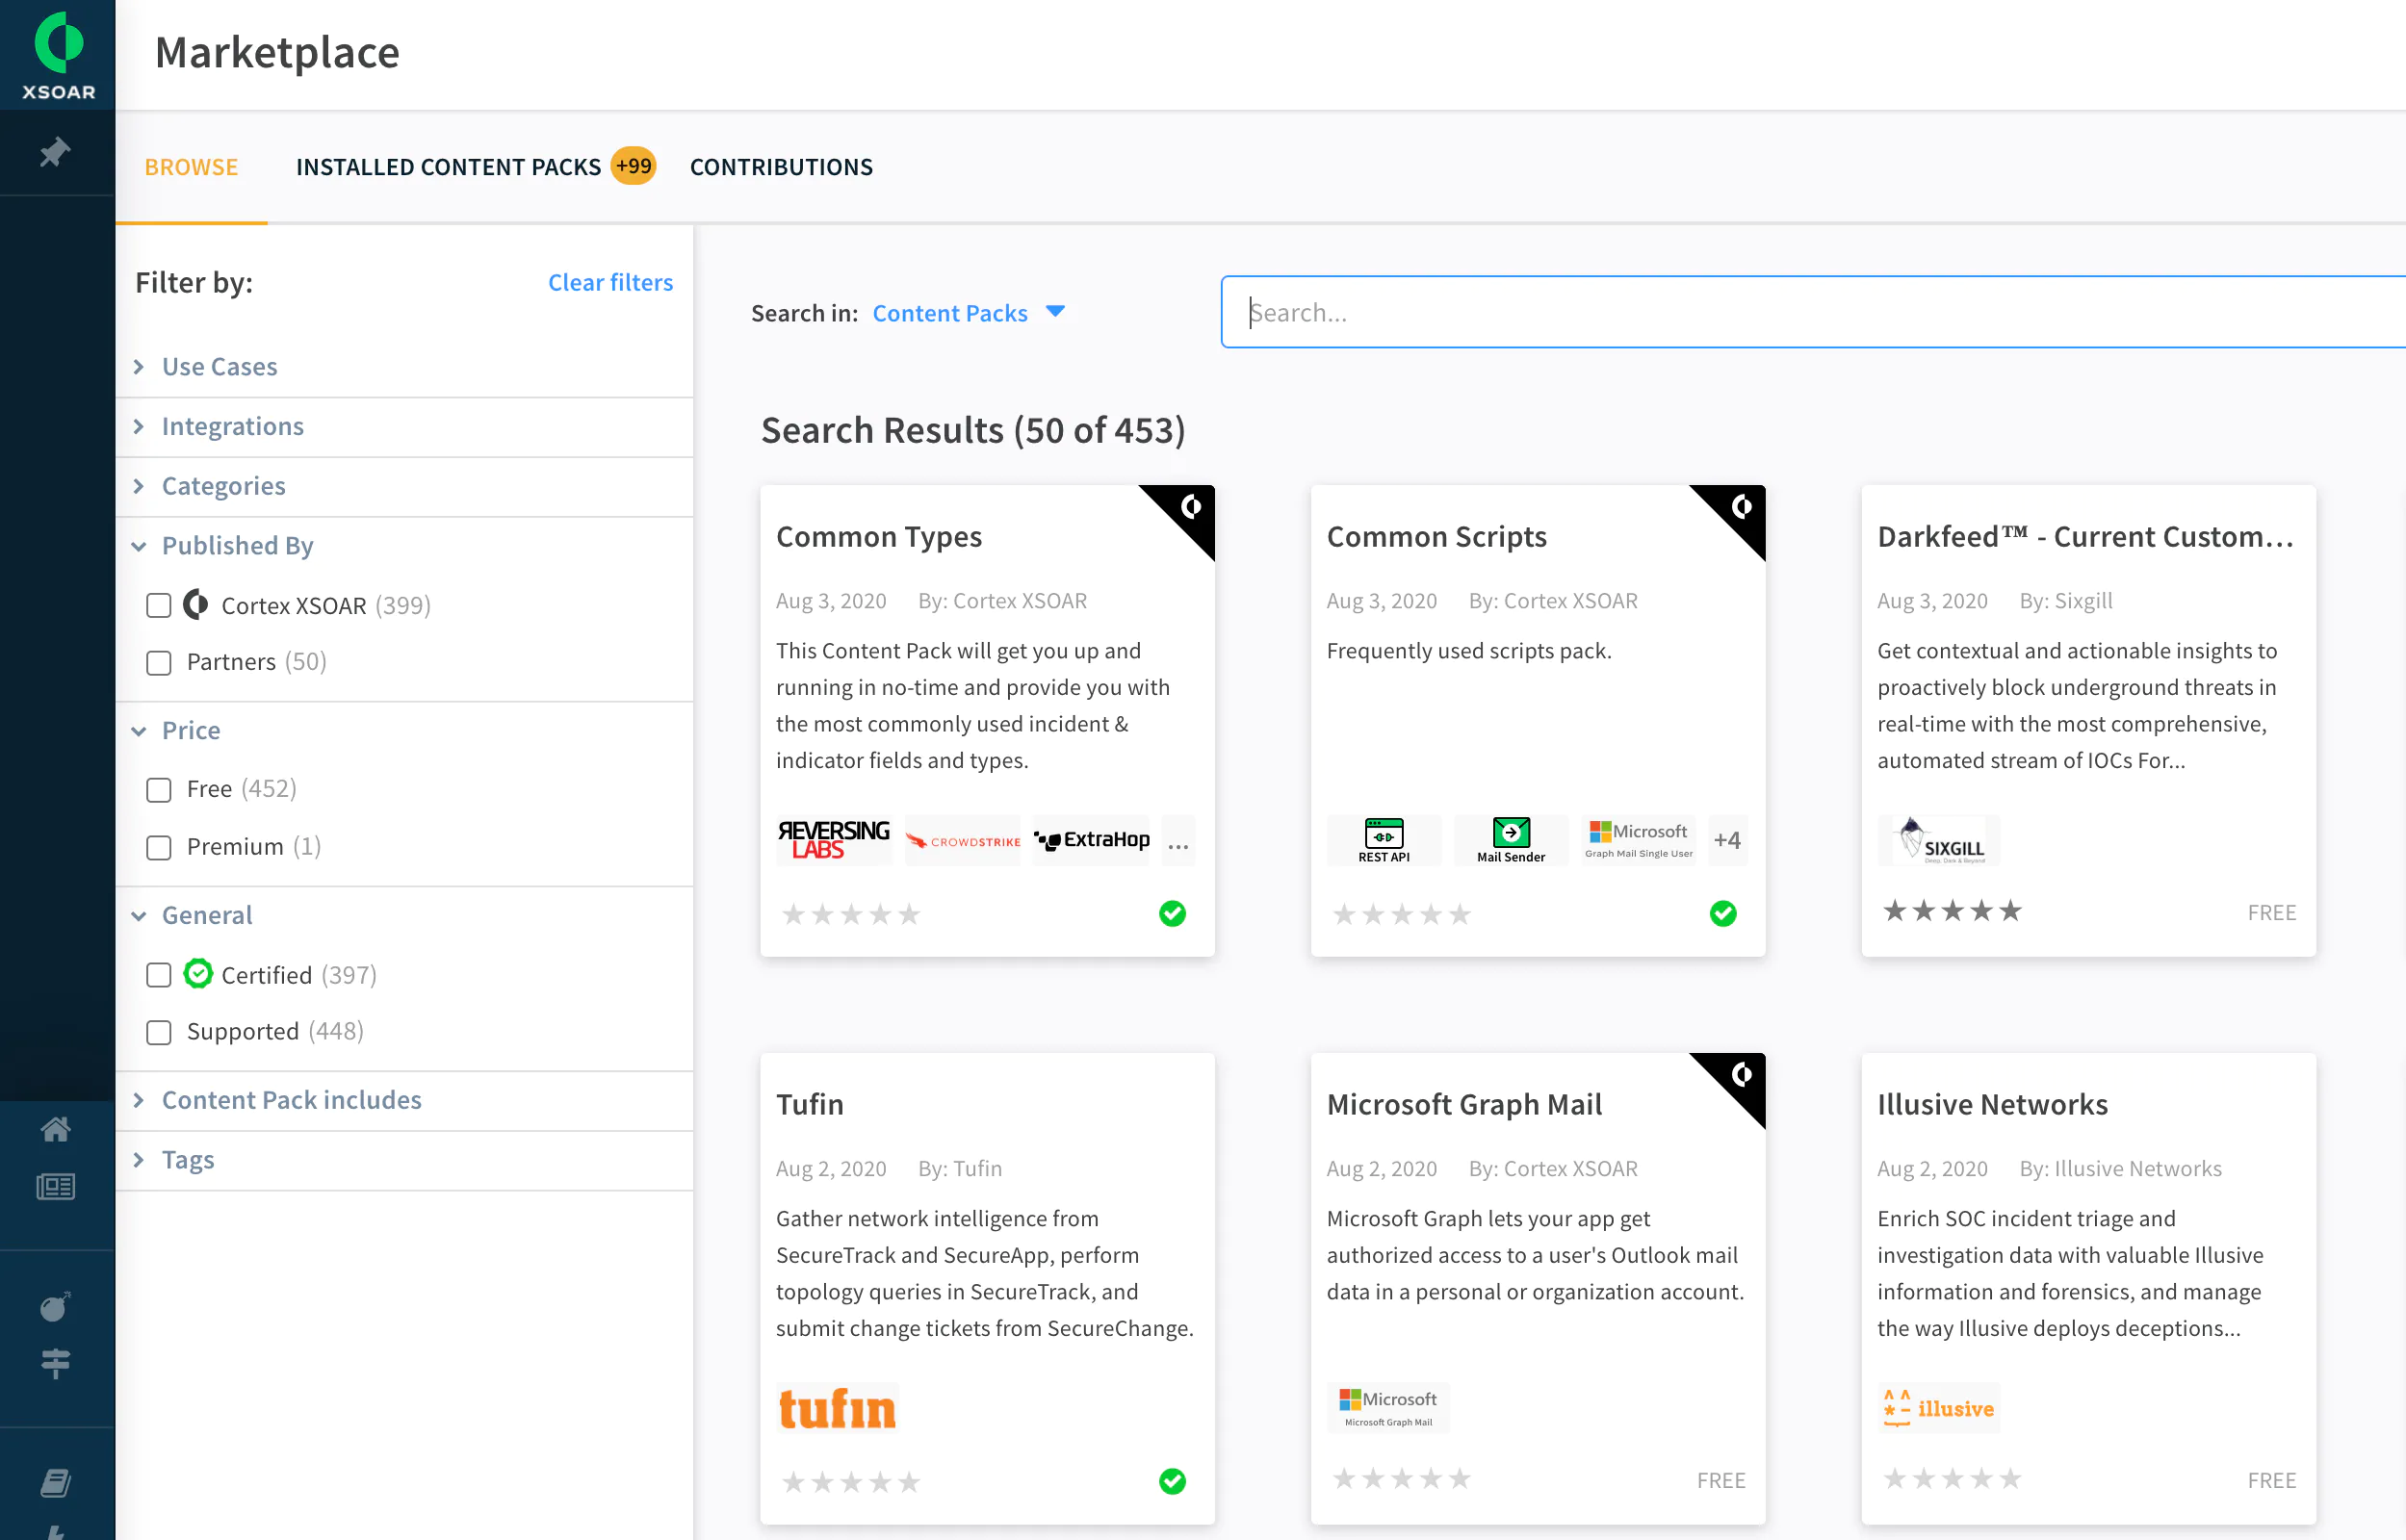 XSOAR
Marketplace
BROWSE
INSTALLED CONTENT PACKS +99
CONTRIBUTIONS
Filter by:
Clear filters
Use Cases
Integrations
Categories
Published By
Cortex XSOAR (399)
Partners (50)
Price
Free (452)
Premium (1)
General
Certified (397)
Supported (448)
Content Pack includes
Tags
Search in: Content Packs
Search...
Search Results (50 of 453)
Common Types
Aug 3, 2020 By: Cortex XSOAR
This Content Pack will get you up and
running in no-time and provide you with
the most commonly used incident &
indicator fields and types.
REVERSING
LABS
CROWDSTRIKE
ExtraHop
...
Common Scripts
Aug 3, 2020 By: Cortex XSOAR
Frequently used scripts pack.
REST API
Mail Sender
Microsoft
Graph Mail Single User
+4
Darkfeed™ - Current Custom...
Aug 3, 2020 By: Sixgill
Get contextual and actionable insights to
proactively block underground threats in
real-time with the most comprehensive,
automated stream of IOCs For...
SIXGILL
Deep, Dark & Beyond
FREE
Tufin
Aug 2, 2020 By: Tufin
Gather network intelligence from
SecureTrack and SecureApp, perform
topology queries in SecureTrack, and
submit change tickets from SecureChange.
tufin
Microsoft Graph Mail
Aug 2, 2020 By: Cortex XSOAR
Microsoft Graph lets your app get
authorized access to a user's Outlook mail
data in a personal or organization account.
Microsoft
Microsoft Graph Mail
FREE
Illusive Networks
Aug 2, 2020 By: Illusive Networks
Enrich SOC incident triage and
investigation data with valuable Illusive
information and forensics, and manage
the way Illusive deploys deceptions...
illusive
FREE